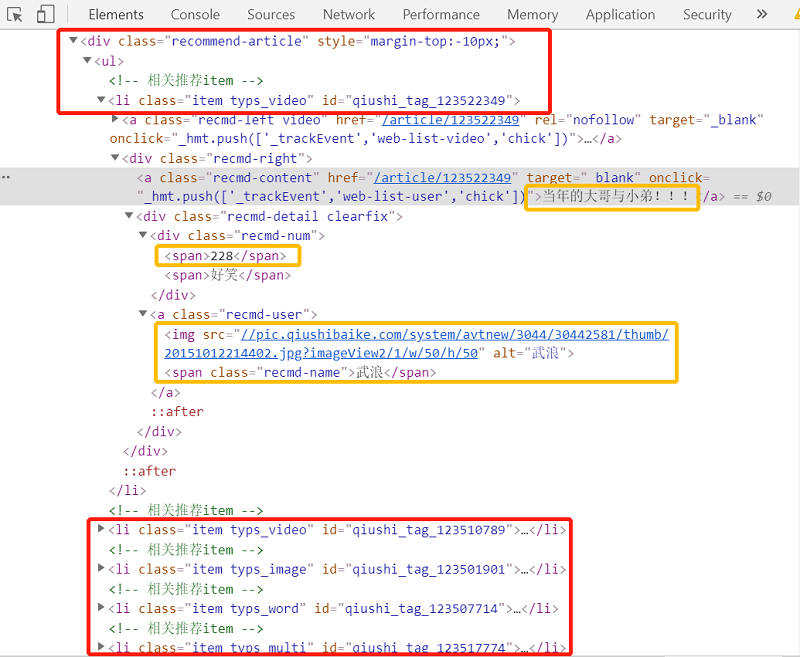 Elements Console Sources Network Performance Memory Application Security »
<div class="recommend-article" style="margin-top:-10px;">
<ul>
<!-- 相关推荐item -->
<li class="item typs_video" id="qiushi_tag_123522349">
<a class="recmd-left video" href="/article/123522349" rel="nofollow" target="_blank"
onclick="_hmt.push(['_trackEvent','web-list-video','chick'])">…</a>
<div class="recmd-right">
<a class="recmd-content" href="/article/123522349" target="_blank" onclick=
"_hmt.push(['_trackEvent','web-list-user','chick'])">当年的大哥与小弟！！！</a> == $0
<div class="recmd-detail clearfix">
<div class="recmd-num">
<span>228</span>
<span>好笑</span>
</div>
<a class="recmd-user">
<img src="//pic.qiushibaike.com/system/avtnew/3044/30442581/thumb/
20151012214402.jpg?imageView2/1/w/50/h/50" alt="武浪">
<span class="recmd-name">武浪</span>
</a>
::after
</div>
</div>
::after
</li>
<!-- 相关推荐item -->
<li class="item typs_video" id="qiushi_tag_123510789">…</li>
<!-- 相关推荐item -->
<li class="item typs_image" id="qiushi_tag_123501901">…</li>
<!-- 相关推荐item -->
<li class="item typs_word" id="qiushi_tag_123507714">…</li>
<!-- 相关推荐item -->
<li class="item typs_multi" id="qiushi_tag_123517774">…</li>